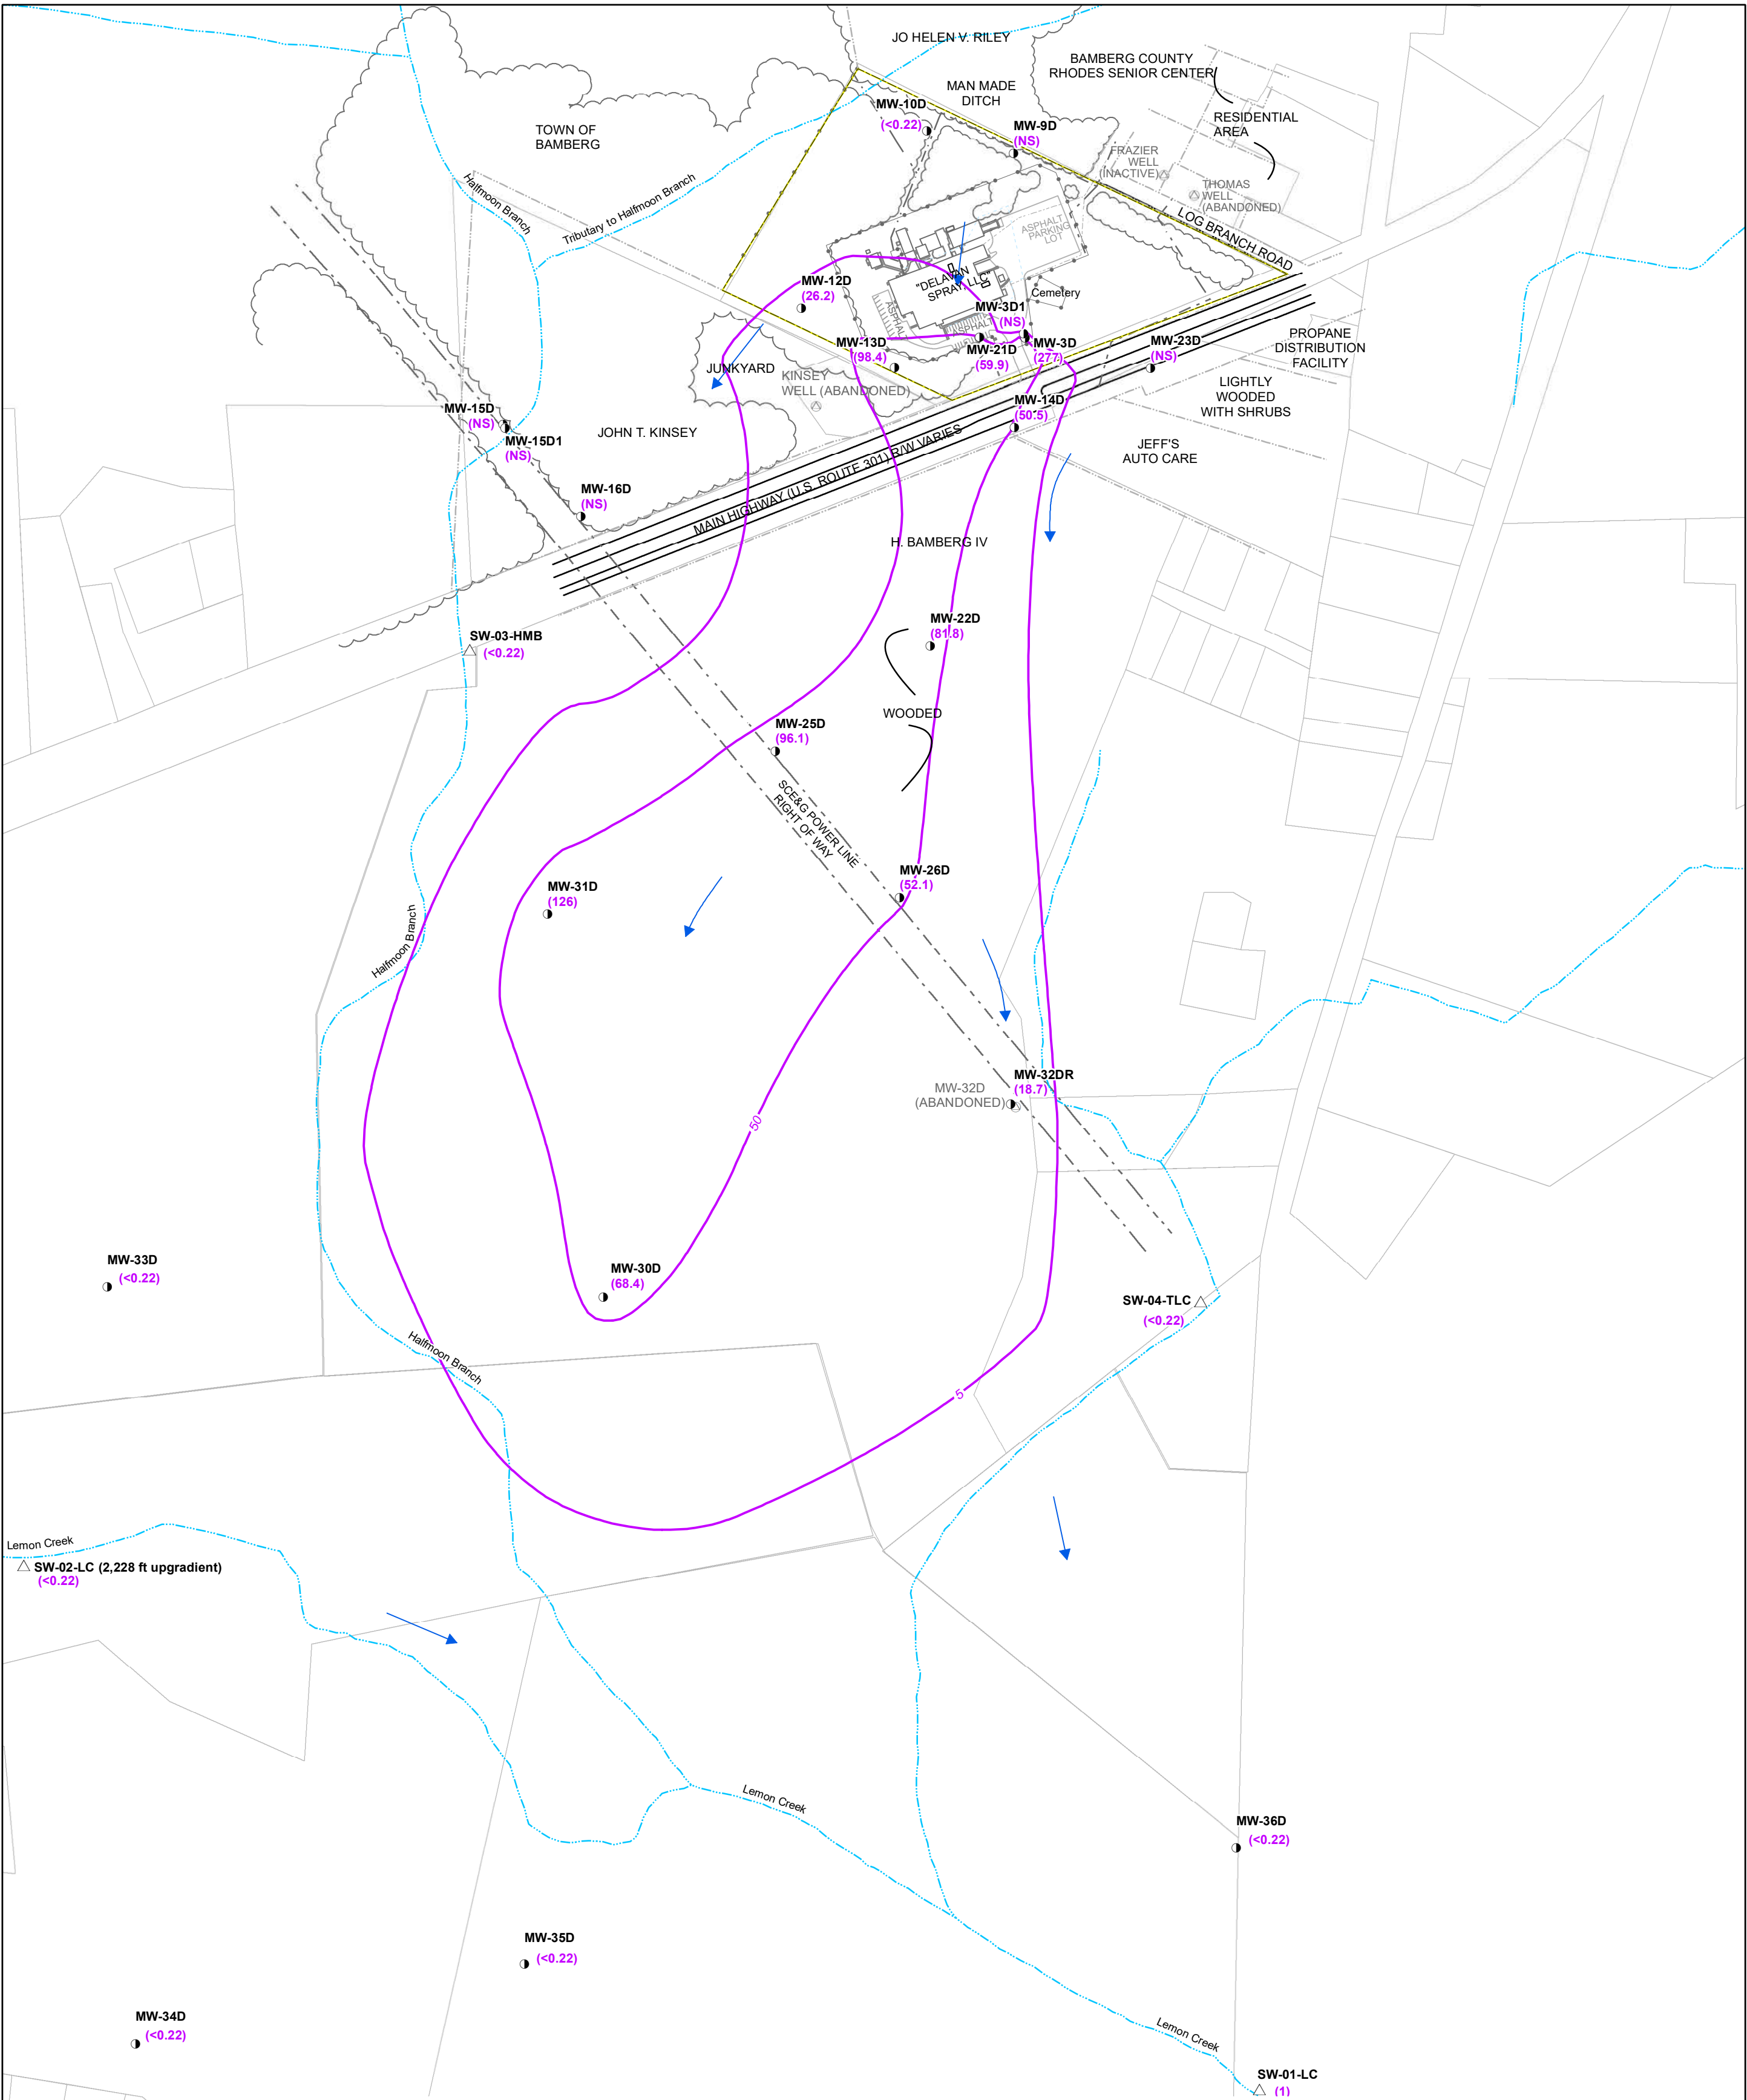 JO HELEN V. RILEY
BAMBERG COUNTY
RHODES SENIOR CENTER
MAN MADE
DITCH
MW-10D
(<0.22)
MW-9D
(NS)
RESIDENTIAL
AREA
TOWN OF
BAMBERG
FRAZIER
WELL
(INACTIVE)
THOMAS
WELL
(ABANDONED)
Halfmoon Branch
Tributary to Halfmoon Branch
LOG BRANCH ROAD
ASPHALT
PARKING
LOT
"DELAVAN
SPRAY, LLC"
Cemetery
MW-12D
(26.2)
ASPHALT
MW-3D1
(NS)
ASPHALT
MW-13D
(98.4)
MW-21D
(59.9)
MW-3D
(277)
MW-23D
(NS)
PROPANE
DISTRIBUTION
FACILITY
JUNKYARD
KINSEY
WELL (ABANDONED)
LIGHTLY
WOODED
WITH SHRUBS
MW-14D
(50.5)
MW-15D
(NS)
MW-15D1
(NS)
JOHN T. KINSEY
JEFF'S
AUTO CARE
MAIN HIGHWAY (U.S. ROUTE 301) R/W VARIES
MW-16D
(NS)
H. BAMBERG IV
SW-03-HMB
(<0.22)
MW-22D
(81.8)
WOODED
MW-25D
(96.1)
SCE&G POWER LINE
RIGHT OF WAY
MW-31D
(126)
MW-26D
(52.1)
Halfmoon Branch
MW-32D
(ABANDONED)
MW-32DR
(18.7)
50
MW-33D
(<0.22)
MW-30D
(68.4)
SW-04-TLC
(<0.22)
Halfmoon Branch
5
Lemon Creek
SW-02-LC (2,228 ft upgradient)
(<0.22)
Lemon Creek
MW-36D
(<0.22)
MW-35D
(<0.22)
MW-34D
(<0.22)
Lemon Creek
SW-01-LC
(1)